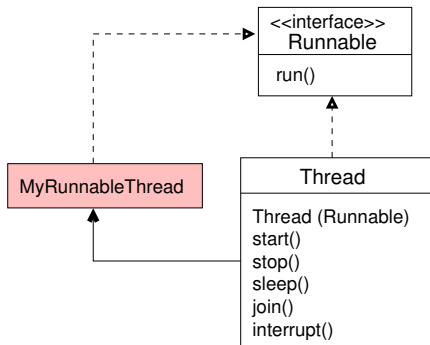 <<interface>>
Runnable
run()
MyRunnableThread
Thread
Thread (Runnable)
start()
stop()
sleep()
join()
interrupt()